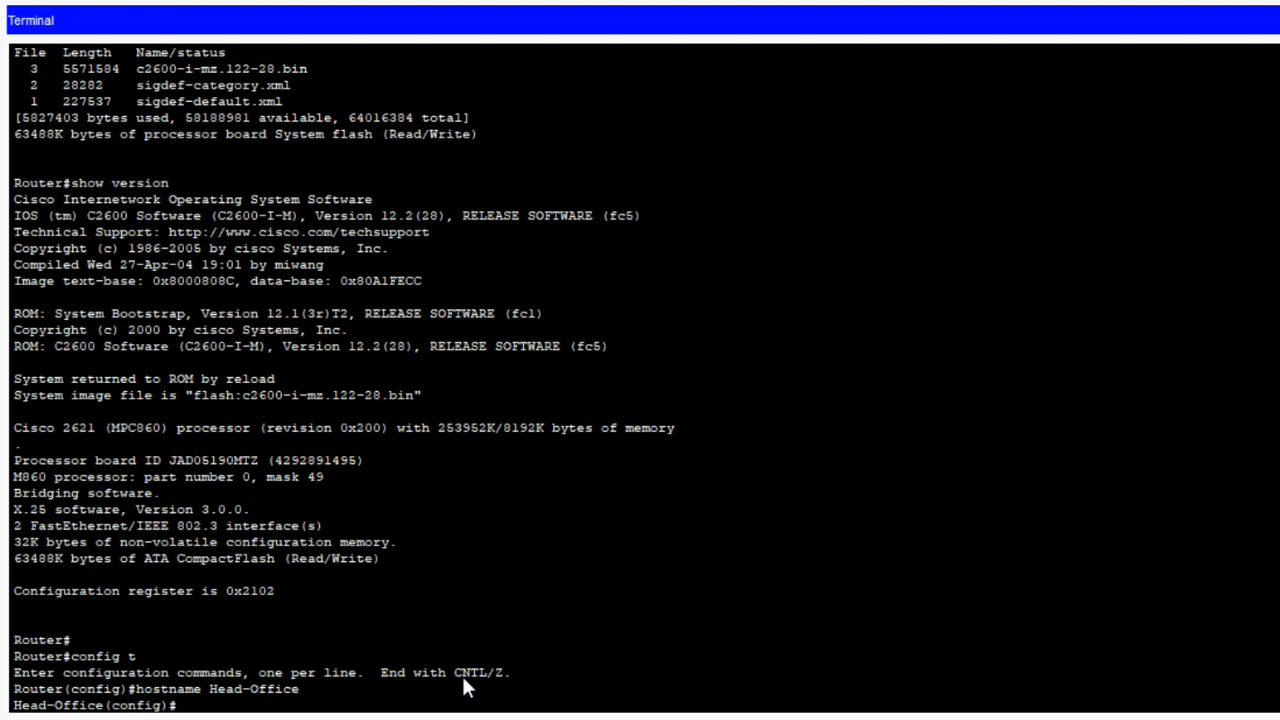 Terminal
File  Length   Name/status
  3   5571584  c2600-i-mz.122-28.bin
  2   28282    sigdef-category.xml
  1   227537   sigdef-default.xml
[5827403 bytes used, 58188981 available, 64016384 total]
63488K bytes of processor board System flash (Read/Write)
Router#show version
Cisco Internetwork Operating System Software
IOS (tm) C2600 Software (C2600-I-M), Version 12.2(28), RELEASE SOFTWARE (fc5)
Technical Support: http://www.cisco.com/techsupport
Copyright (c) 1986-2005 by cisco Systems, Inc.
Compiled Wed 27-Apr-04 19:01 by miwang
Image text-base: 0x8000808C, data-base: 0x80A1FECC
ROM: System Bootstrap, Version 12.1(3r)T2, RELEASE SOFTWARE (fc1)
Copyright (c) 2000 by cisco Systems, Inc.
ROM: C2600 Software (C2600-I-M), Version 12.2(28), RELEASE SOFTWARE (fc5)
System returned to ROM by reload
System image file is "flash:c2600-i-mz.122-28.bin"
Cisco 2621 (MPC860) processor (revision 0x200) with 253952K/8192K bytes of memory
.
Processor board ID JAD05190MTZ (4292891495)
M860 processor: part number 0, mask 49
Bridging software.
X.25 software, Version 3.0.0.
2 FastEthernet/IEEE 802.3 interface(s)
32K bytes of non-volatile configuration memory.
63488K bytes of ATA CompactFlash (Read/Write)
Configuration register is 0x2102
Router#
Router#config t
Enter configuration commands, one per line.  End with CNTL/Z.
Router(config)#hostname Head-Office
Head-Office(config)#